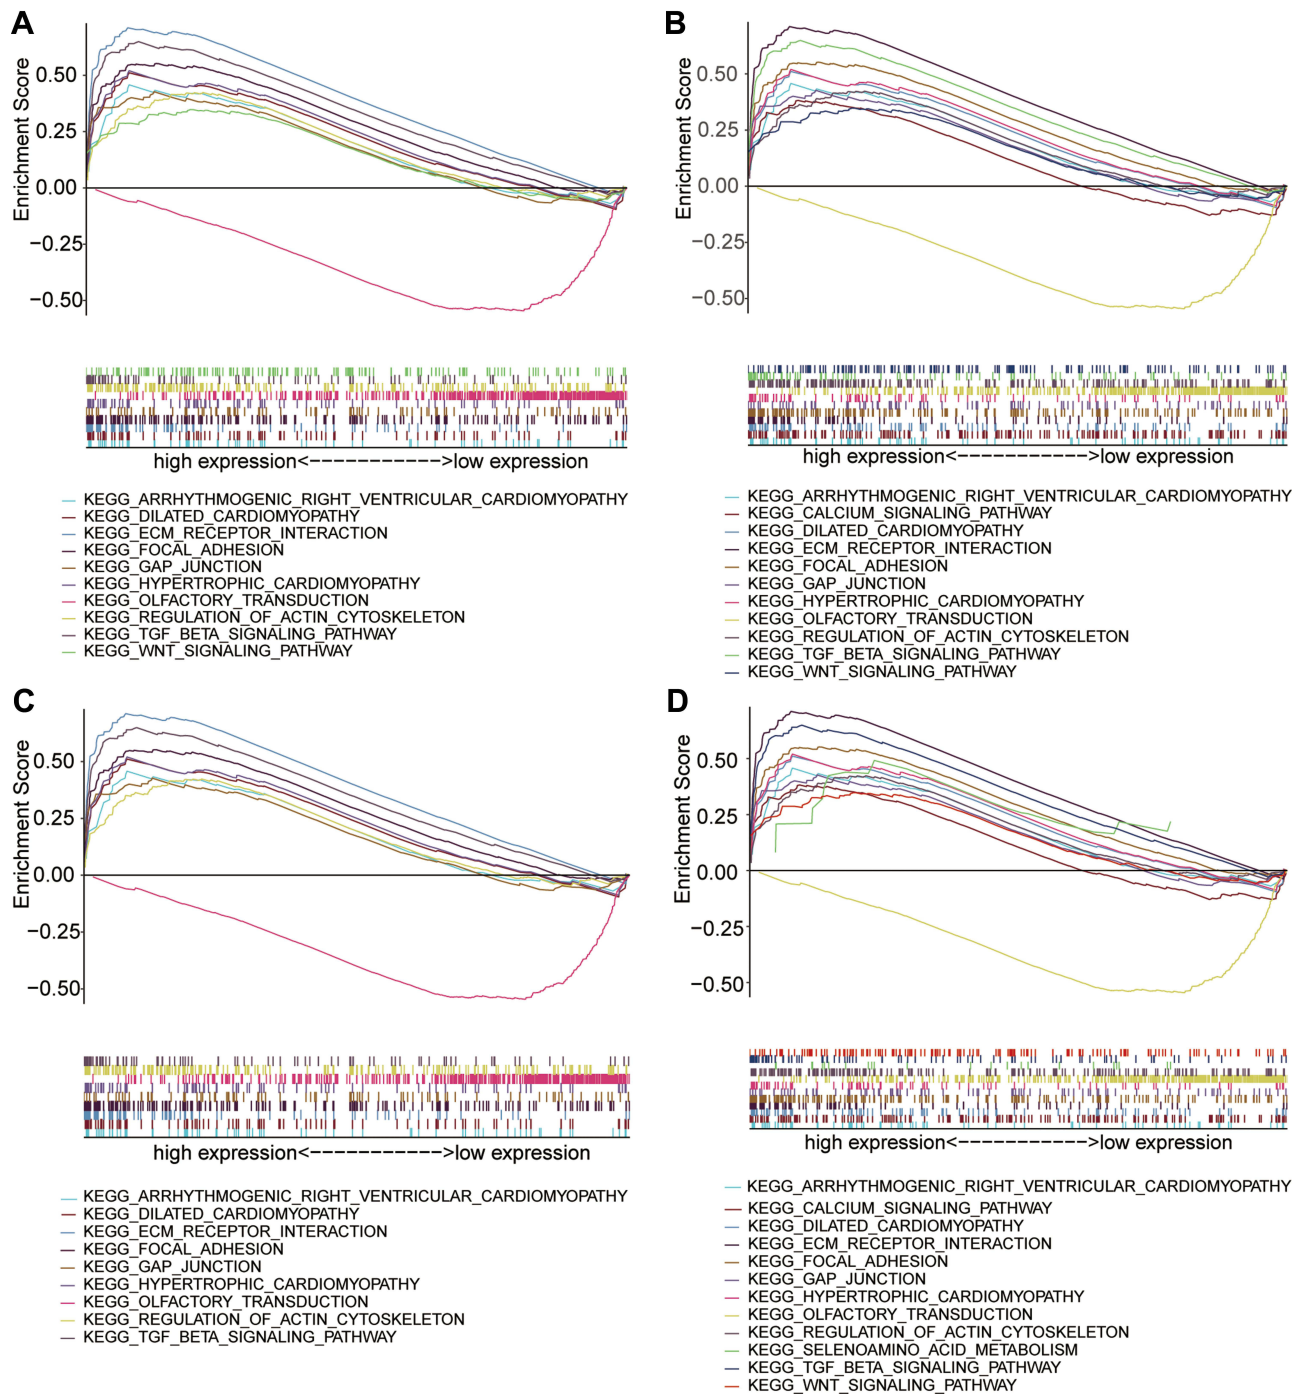 A
Enrichment Score
0.50
0.25
0.00
−0.25
−0.50
high expression<------------>low expression
KEGG_ARRHYTHMOGENIC_RIGHT_VENTRICULAR_CARDIOMYOPATHY
KEGG_DILATED_CARDIOMYOPATHY
KEGG_ECM_RECEPTOR_INTERACTION
KEGG_FOCAL_ADHESION
KEGG_GAP_JUNCTION
KEGG_HYPERTROPHIC_CARDIOMYOPATHY
KEGG_OLFACTORY_TRANSDUCTION
KEGG_REGULATION_OF_ACTIN_CYTOSKELETON
KEGG_TGF_BETA_SIGNALING_PATHWAY
KEGG_WNT_SIGNALING_PATHWAY
B
Enrichment Score
0.50
0.25
0.00
−0.25
−0.50
high expression<------------>low expression
KEGG_ARRHYTHMOGENIC_RIGHT_VENTRICULAR_CARDIOMYOPATHY
KEGG_CALCIUM_SIGNALING_PATHWAY
KEGG_DILATED_CARDIOMYOPATHY
KEGG_ECM_RECEPTOR_INTERACTION
KEGG_FOCAL_ADHESION
KEGG_GAP_JUNCTION
KEGG_HYPERTROPHIC_CARDIOMYOPATHY
KEGG_OLFACTORY_TRANSDUCTION
KEGG_REGULATION_OF_ACTIN_CYTOSKELETON
KEGG_TGF_BETA_SIGNALING_PATHWAY
KEGG_WNT_SIGNALING_PATHWAY
C
Enrichment Score
0.50
0.25
0.00
−0.25
−0.50
high expression<------------>low expression
KEGG_ARRHYTHMOGENIC_RIGHT_VENTRICULAR_CARDIOMYOPATHY
KEGG_DILATED_CARDIOMYOPATHY
KEGG_ECM_RECEPTOR_INTERACTION
KEGG_FOCAL_ADHESION
KEGG_GAP_JUNCTION
KEGG_HYPERTROPHIC_CARDIOMYOPATHY
KEGG_OLFACTORY_TRANSDUCTION
KEGG_REGULATION_OF_ACTIN_CYTOSKELETON
KEGG_TGF_BETA_SIGNALING_PATHWAY
D
Enrichment Score
0.50
0.25
0.00
−0.25
−0.50
high expression<------------>low expression
KEGG_ARRHYTHMOGENIC_RIGHT_VENTRICULAR_CARDIOMYOPATHY
KEGG_CALCIUM_SIGNALING_PATHWAY
KEGG_DILATED_CARDIOMYOPATHY
KEGG_ECM_RECEPTOR_INTERACTION
KEGG_FOCAL_ADHESION
KEGG_GAP_JUNCTION
KEGG_HYPERTROPHIC_CARDIOMYOPATHY
KEGG_OLFACTORY_TRANSDUCTION
KEGG_REGULATION_OF_ACTIN_CYTOSKELETON
KEGG_SELENOAMINO_ACID_METABOLISM
KEGG_TGF_BETA_SIGNALING_PATHWAY
KEGG_WNT_SIGNALING_PATHWAY